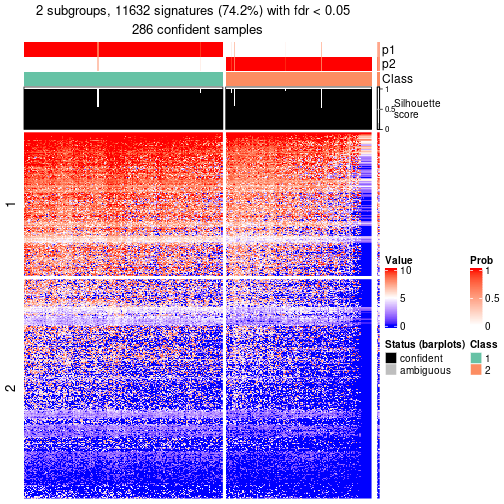 2 subgroups, 11632 signatures (74.2%) with fdr < 0.05
286 confident samples
p1
p2
Class
1
0.5
0
Silhouette
score
1
2
Value
10
5
0
Prob
1
0.5
0
Status (barplots)
confident
ambiguous
Class
1
2